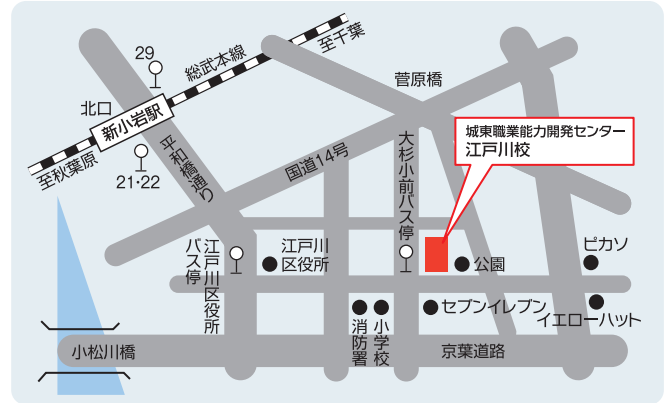 29
総武本線
至千葉
菅原橋
北口
新小岩駅
城東職業能力開発センター
江戸川校
至秋葉原
21・22
平和橋通り
国道14号
大杉小前バス停
江戸川区役所
バス停
江戸川
区役所
公園
ピカソ
セブンイレブン
イエローハット
消防署
小学校
小松川橋
京葉道路